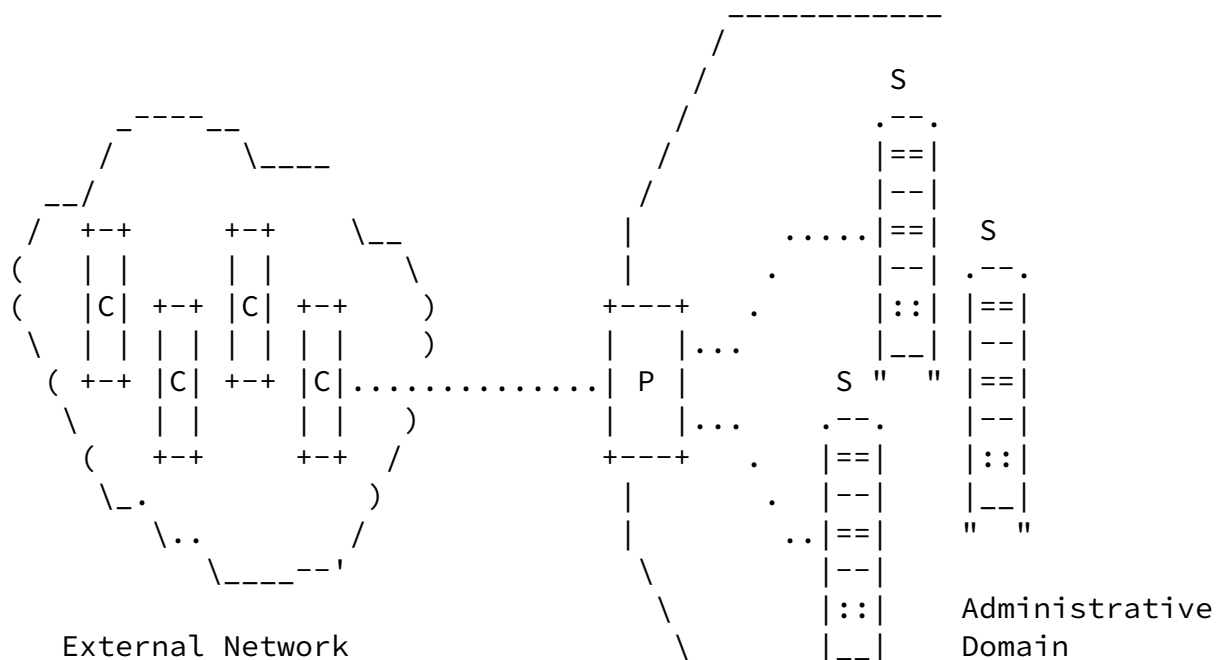 S
S
C C
C C P S
Administrative
External Network Domain